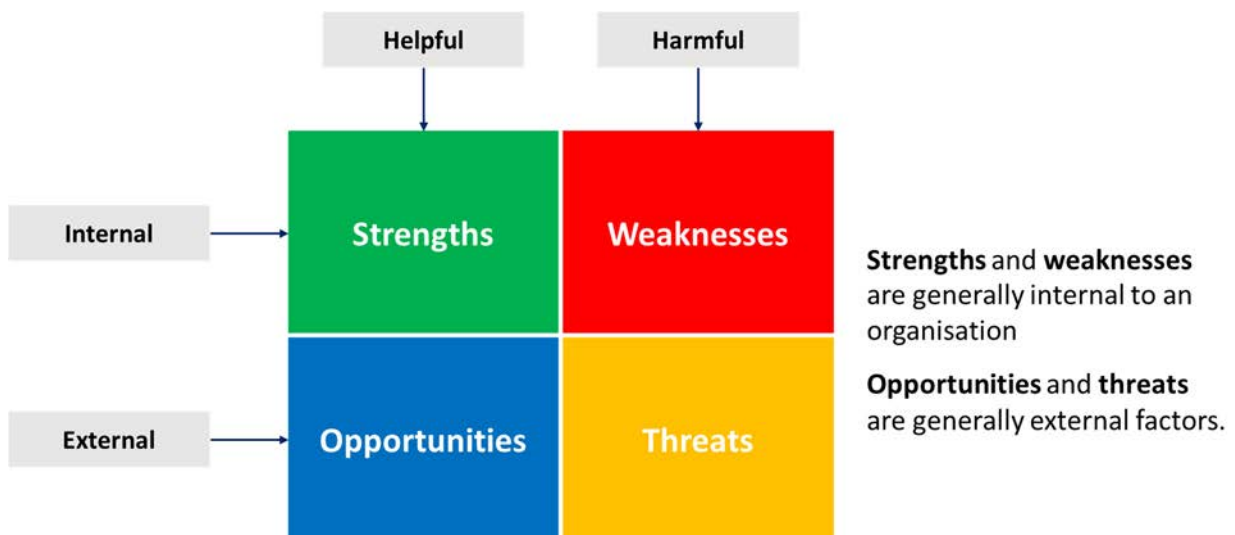 Helpful
Harmful
Internal
Strengths
Weaknesses
Strengths and weaknesses
are generally internal to an
organisation
Opportunities and threats
are generally external factors.
External
Opportunities
Threats